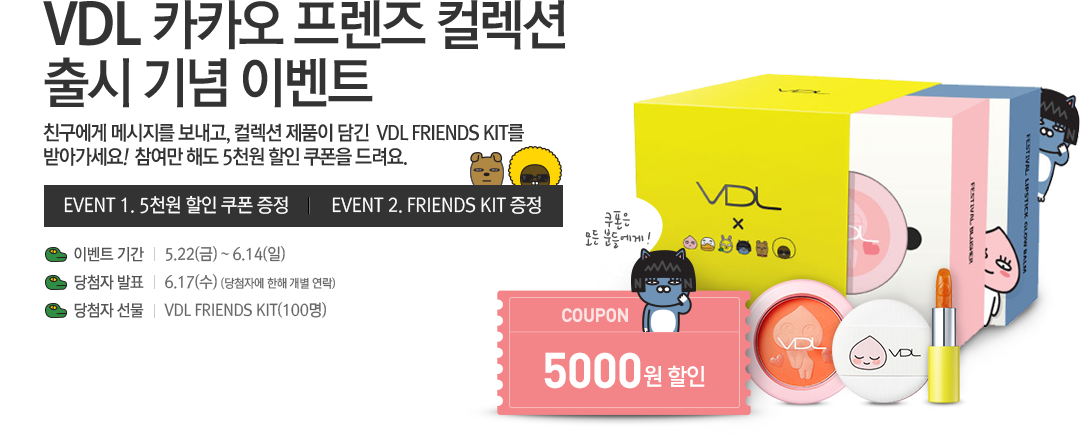 VDL 카카오 프렌즈 컬렉션
출시 기념 이벤트
친구에게 메시지를 보내고, 컬렉션 제품이 담긴 VDL FRIENDS KIT를
받아가세요! 참여만 해도 5천원 할인 쿠폰을 드려요.
EVENT 1. 5천원 할인 쿠폰 증정 | EVENT 2. FRIENDS KIT 증정
이벤트 기간 | 5.22(금) ~ 6.14(일)
당첨자 발표 | 6.17(수) (당첨자에 한해 개별 연락)
당첨자 선물 | VDL FRIENDS KIT(100명)
쿠폰은
모든 분들에게!
COUPON
5000원 할인
VDL
X
FESTIVAL BLUSHER
FESTIVAL LIPSTICK GLOW BALM
VDL
VDL